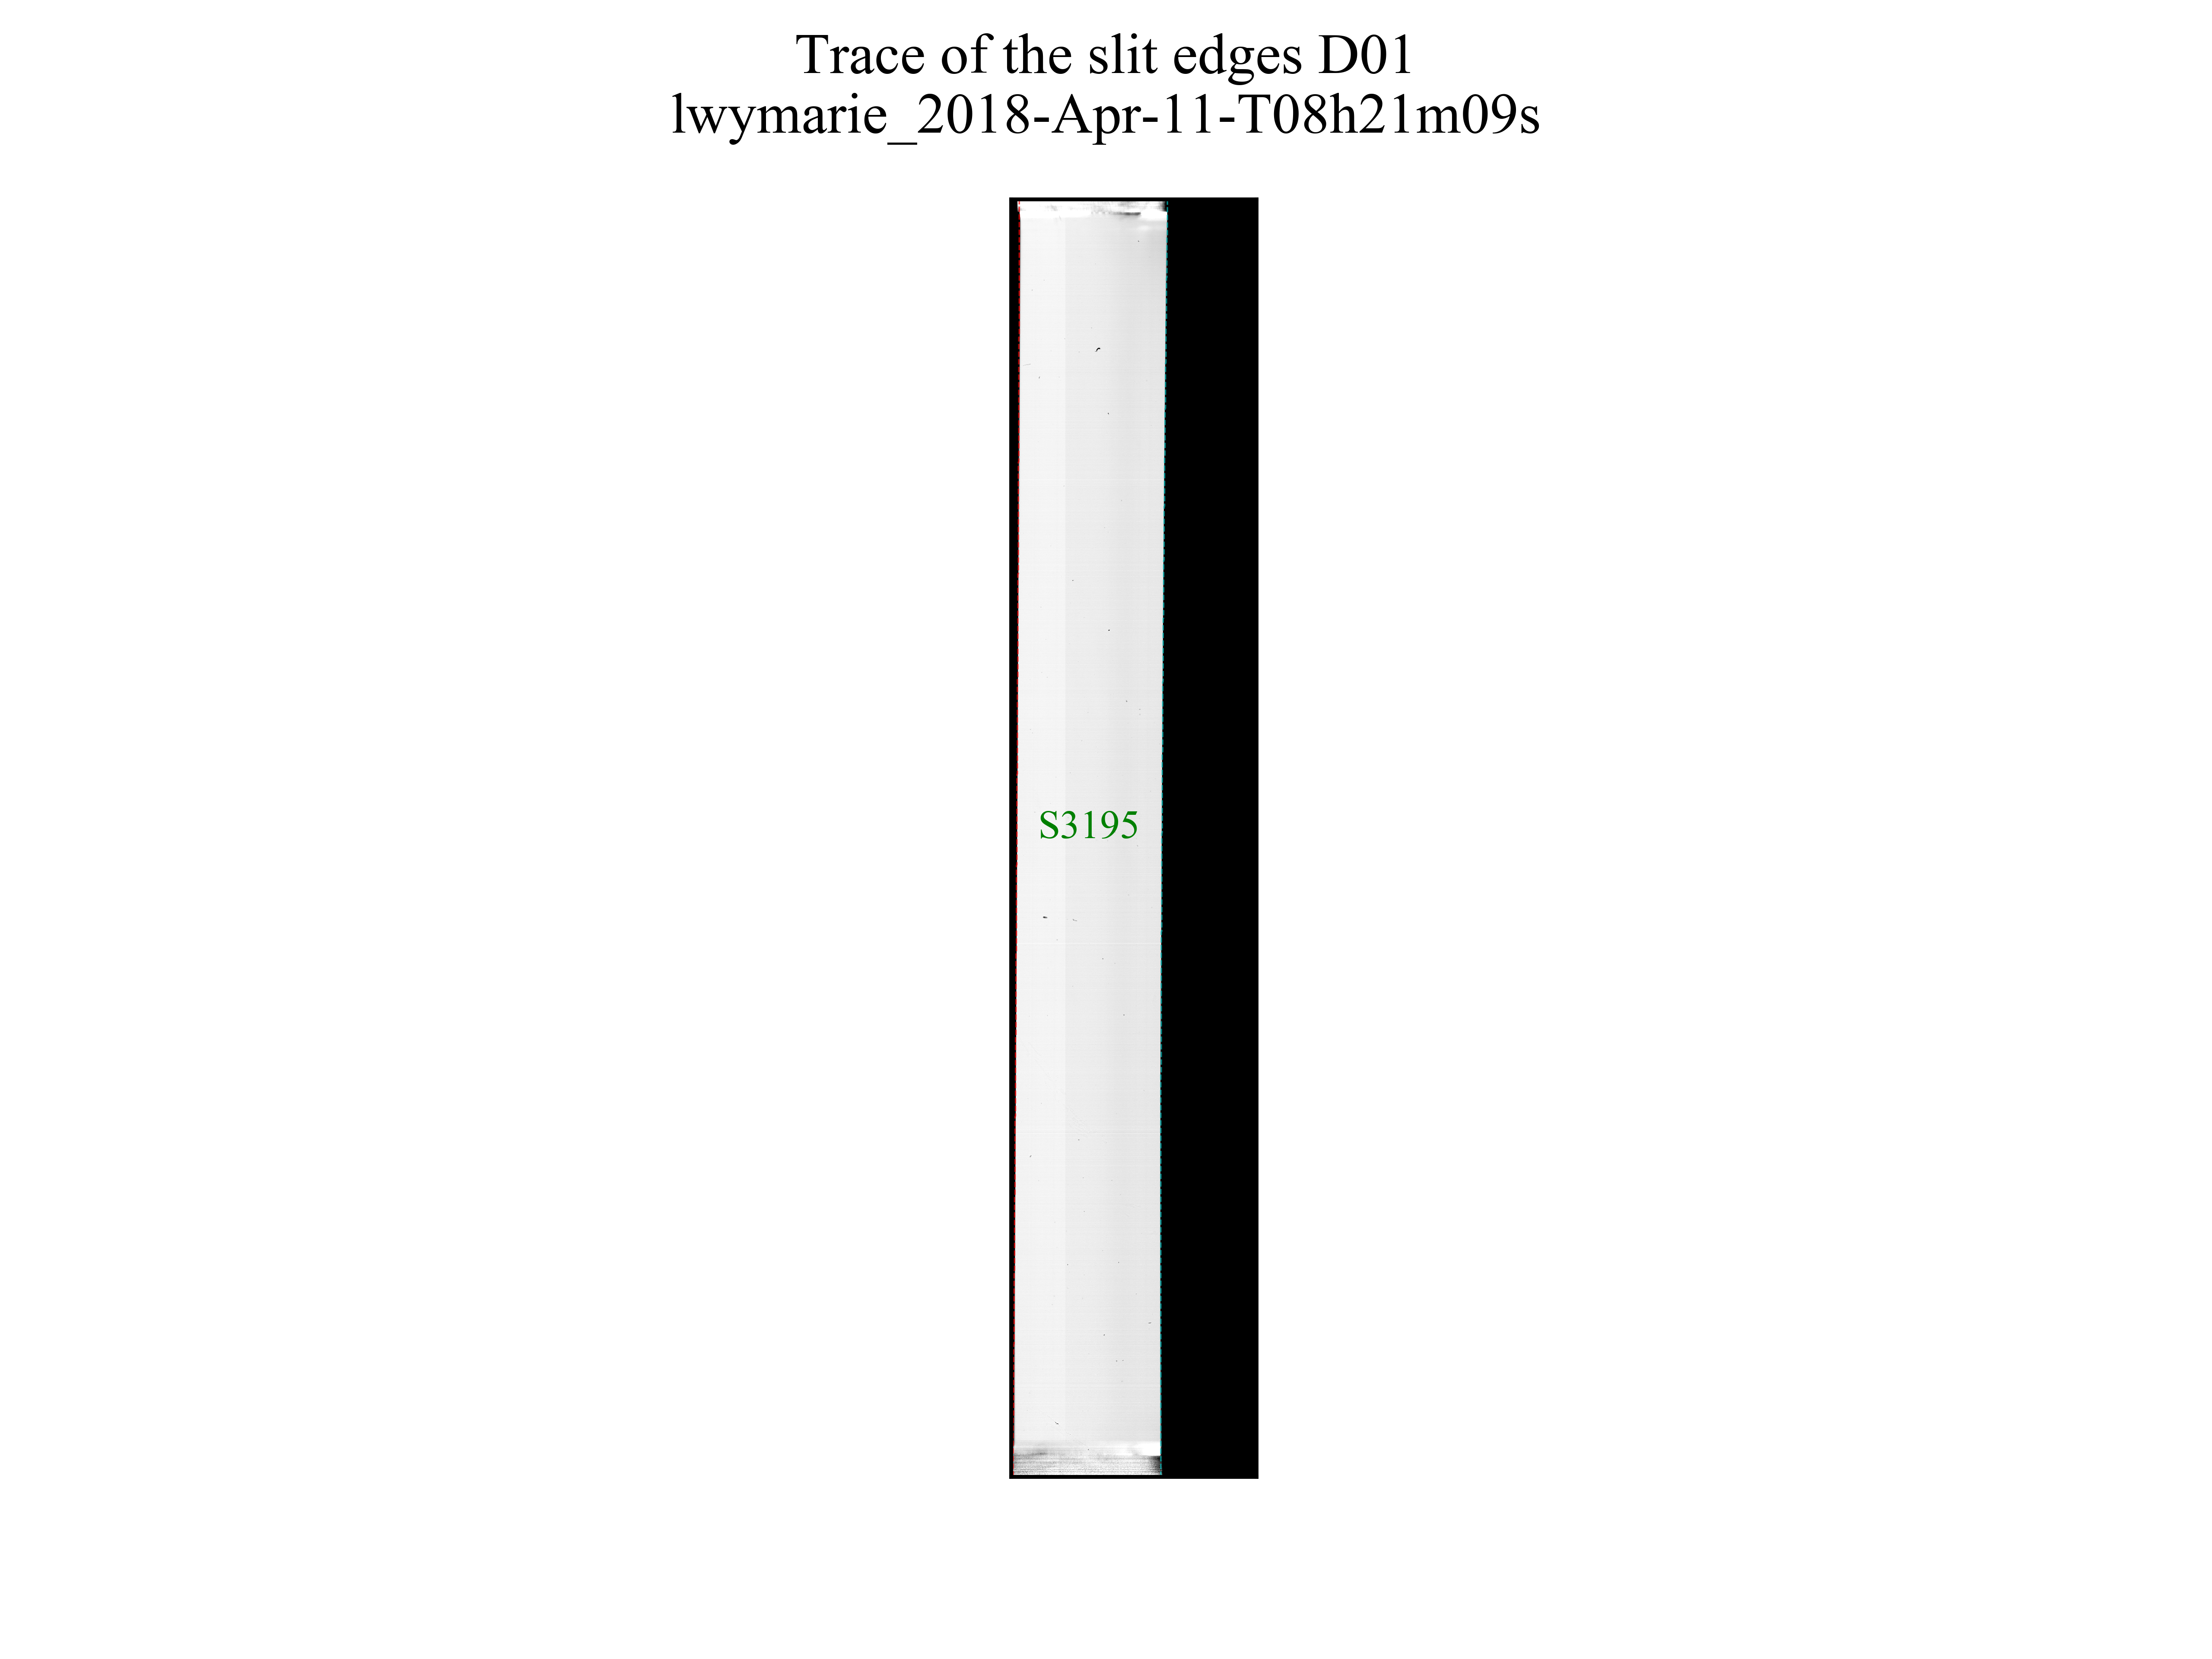 Trace of the slit edges D01
lwymarie_2018-Apr-11-T08h21m09s
S3195